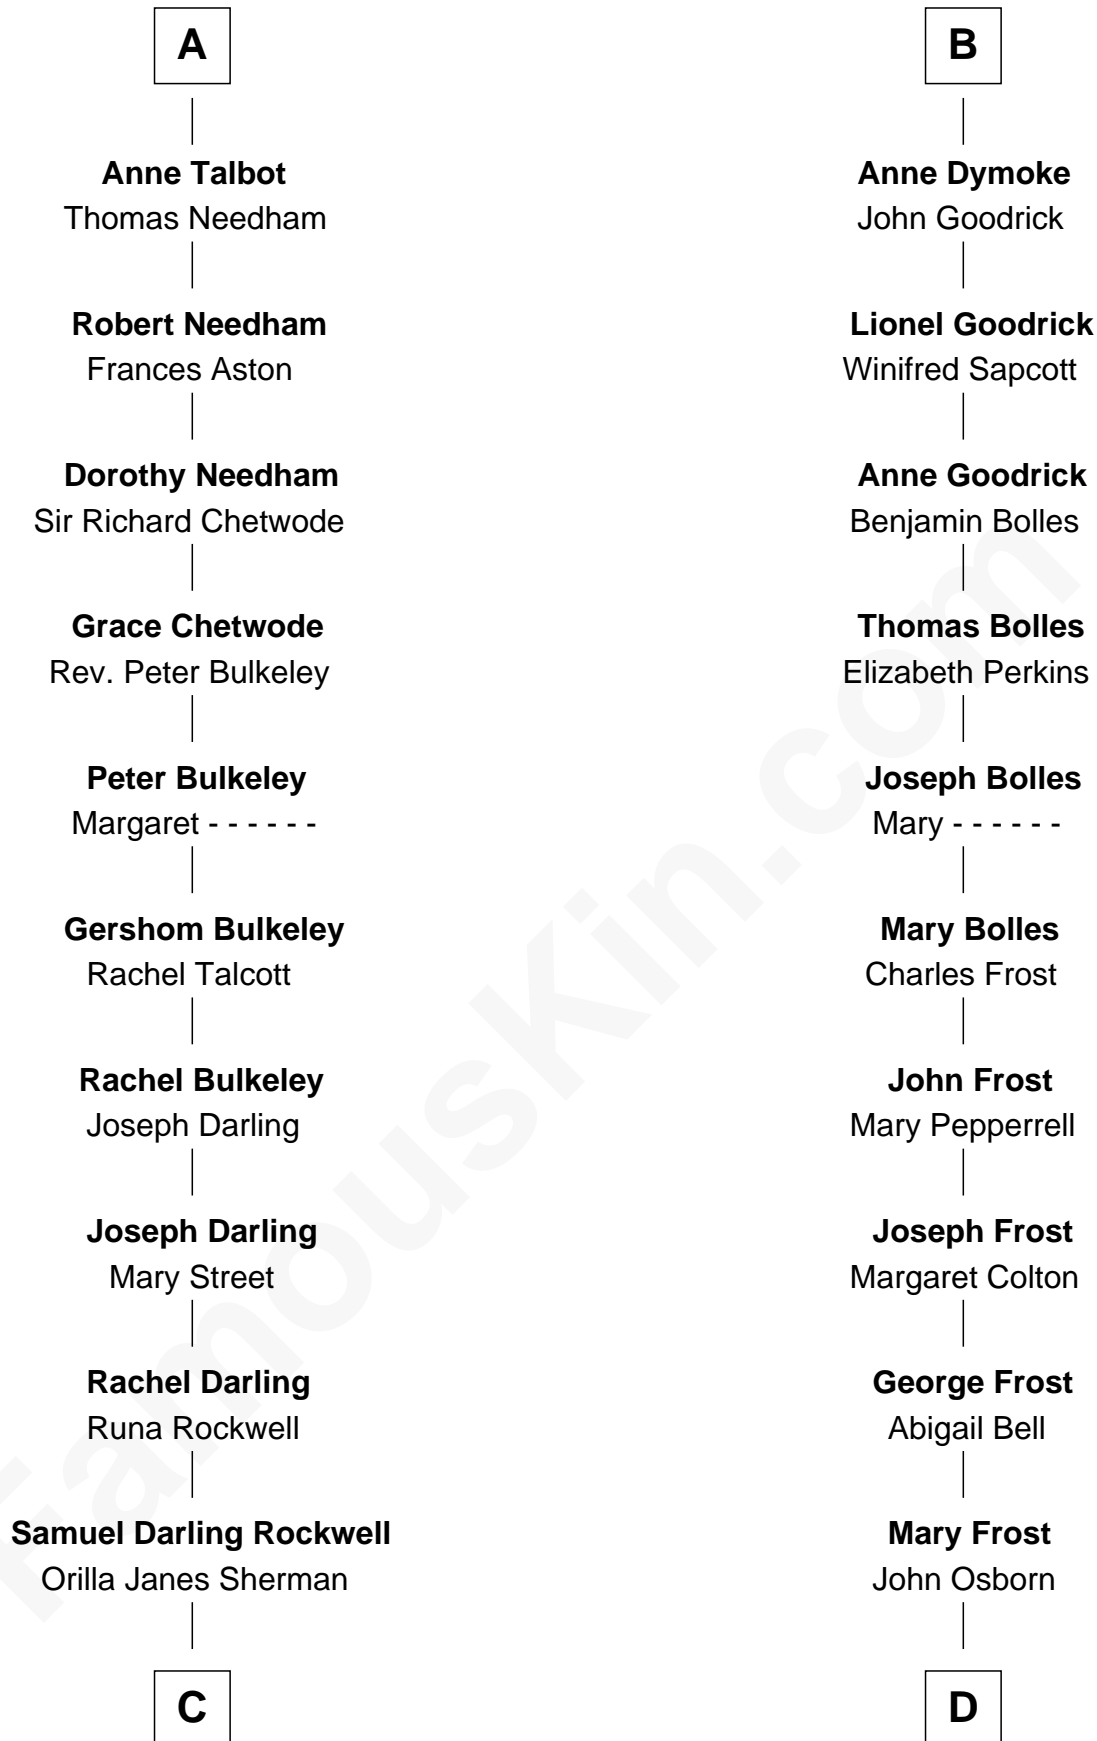 A
Anne Talbot
Thomas Needham
Robert Needham
Frances Aston
Dorothy Needham
Sir Richard Chetwode
Grace Chetwode
Rev. Peter Bulkeley
Peter Bulkeley
Margaret - - - - - -
Gershom Bulkeley
Rachel Talcott
Rachel Bulkeley
Joseph Darling
Joseph Darling
Mary Street
Rachel Darling
Runa Rockwell
Samuel Darling Rockwell
Orilla Janes Sherman
C
B
Anne Dymoke
John Goodrick
Lionel Goodrick
Winifred Sapcott
Anne Goodrick
Benjamin Bolles
Thomas Bolles
Elizabeth Perkins
Joseph Bolles
Mary - - - - - -
Mary Bolles
Charles Frost
John Frost
Mary Pepperrell
Joseph Frost
Margaret Colton
George Frost
Abigail Bell
Mary Frost
John Osborn
D
FamousKin.com